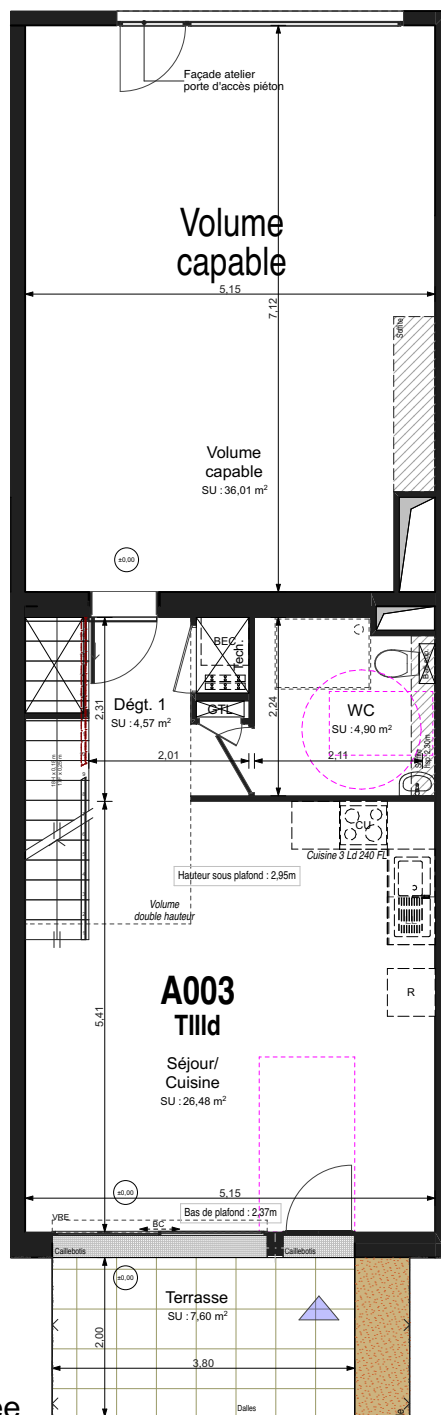 Façade atelier
porte d'accès piéton
Volume
capable
5,15
7,12
Soffite
Volume
capable
SU : 36,01 m²
±0,00
BEC
Tech.
2,31
Dégt. 1
SU : 4,57 m²
GTL
2,24
WC
SU : 4,90 m²
2,01
2,11
CU
Cuisine 3 Ld 240 FL
Hauteur sous plafond : 2,95m
Volume
double hauteur
R
A003
TIIId
5,41
Séjour/
Cuisine
SU : 26,48 m²
±0,00
5,15
Bas de plafond : 2,37m
VRE
BC
Caillebotis
Caillebotis
±0,00
Terrasse
SU : 7,60 m²
2,00
3,80
Dalles